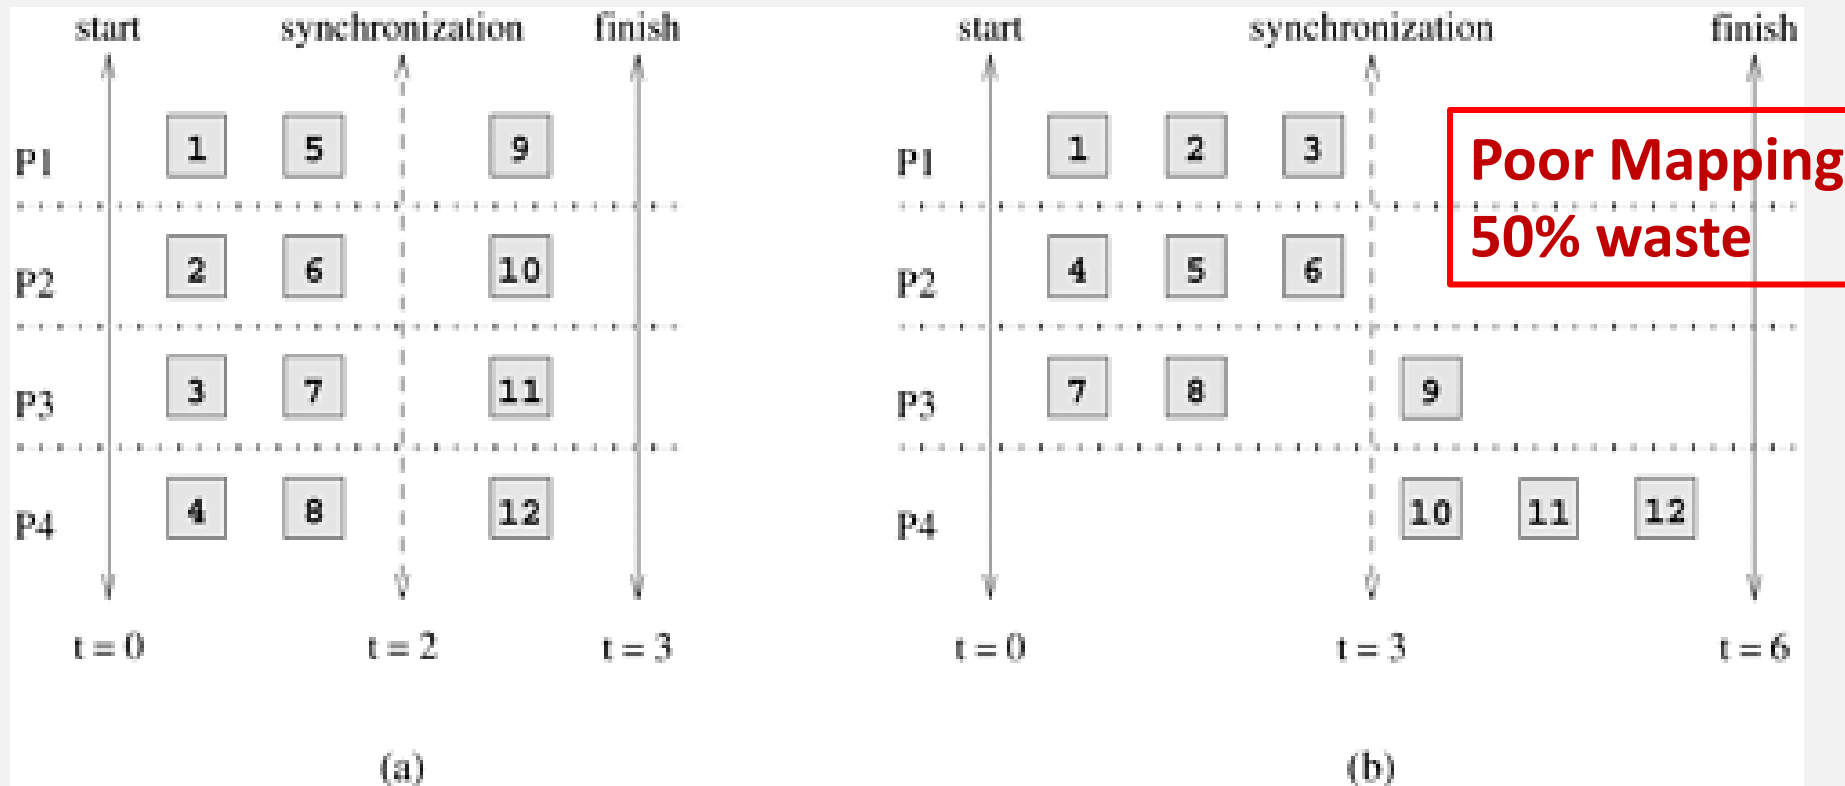 start synchronization finish
P1 1 5 9
P2 2 6 10
P3 3 7 11
P4 4 8 12
t = 0 t = 2 t = 3
(a)
start synchronization finish
P1 1 2 3
Poor Mapping
50% waste
P2 4 5 6
P3 7 8 9
P4 10 11 12
t = 0 t = 3 t = 6
(b)